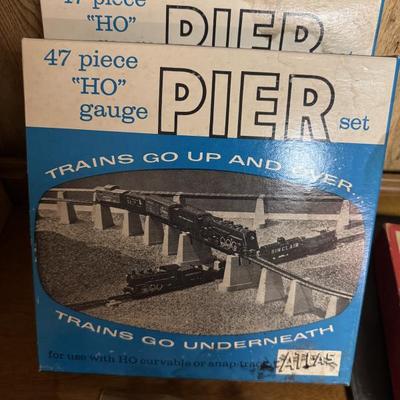 47 piece
"HO"
PIER
47 piece
"HO"
gauge
PIER
set
TRAINS GO UP AND OVER
SINCLAIR
TRAINS GO UNDERNEATH
for use with HO curvable or snap track
ATLAS